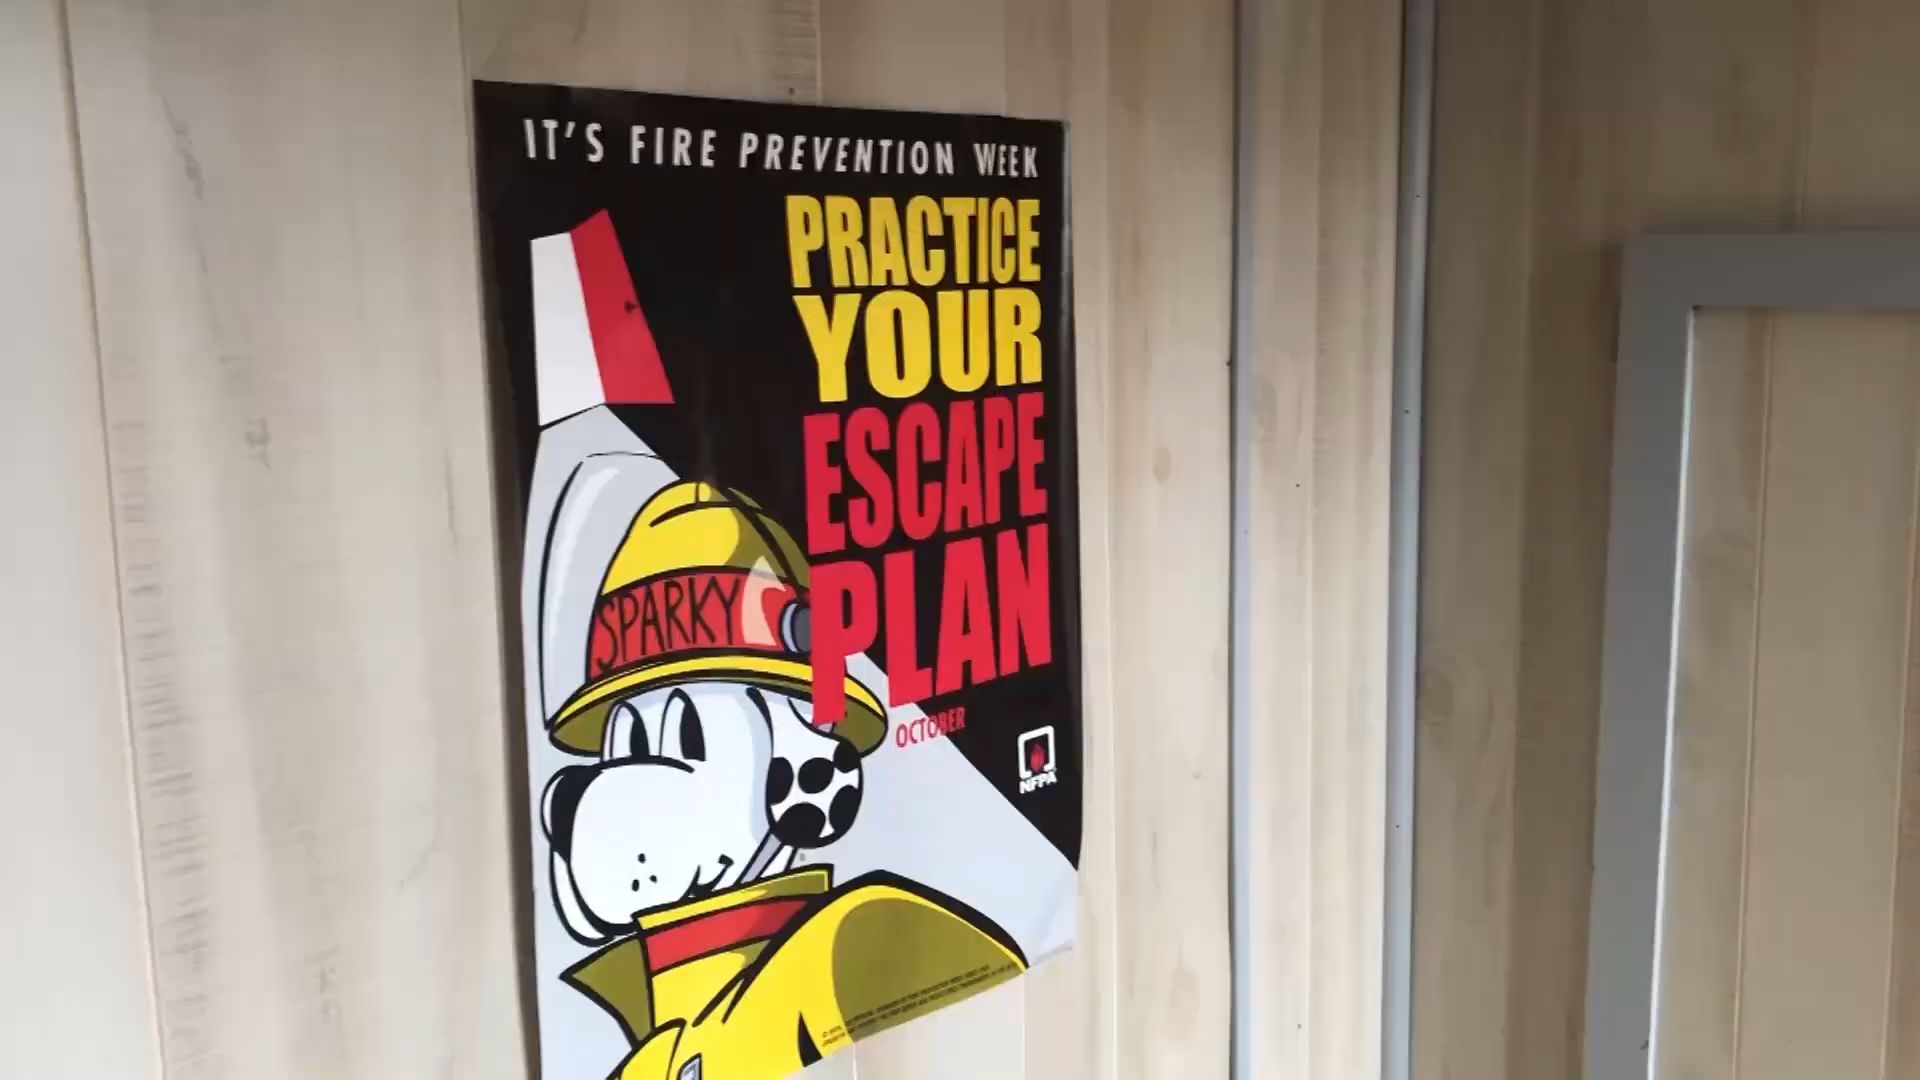 IT'S FIRE PREVENTION WEEK
PRACTICE
YOUR
ESCAPE
PLAN
OCTOBER
SPARKY
NFPA